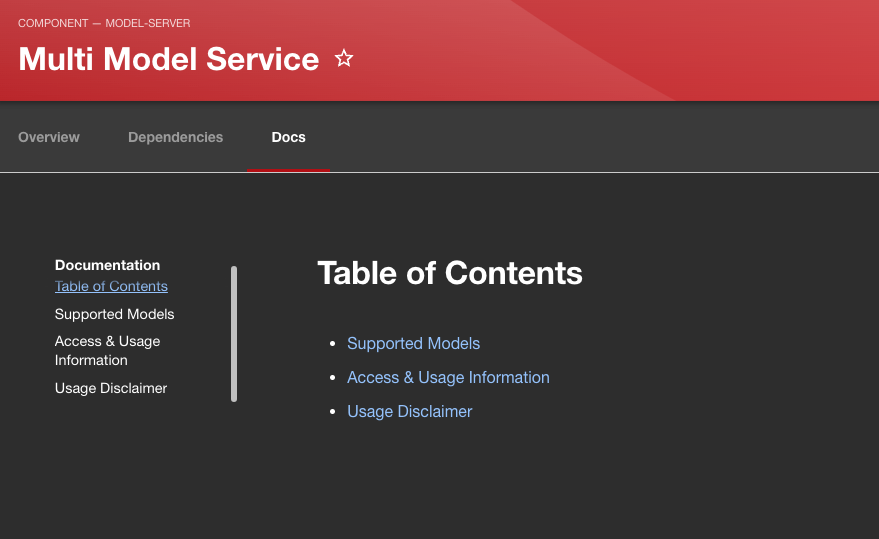 COMPONENT — MODEL-SERVER
Multi Model Service
Overview
Dependencies
Docs
Documentation
Table of Contents
Supported Models
Access & Usage
Information
Usage Disclaimer
Table of Contents
Supported Models
Access & Usage Information
Usage Disclaimer